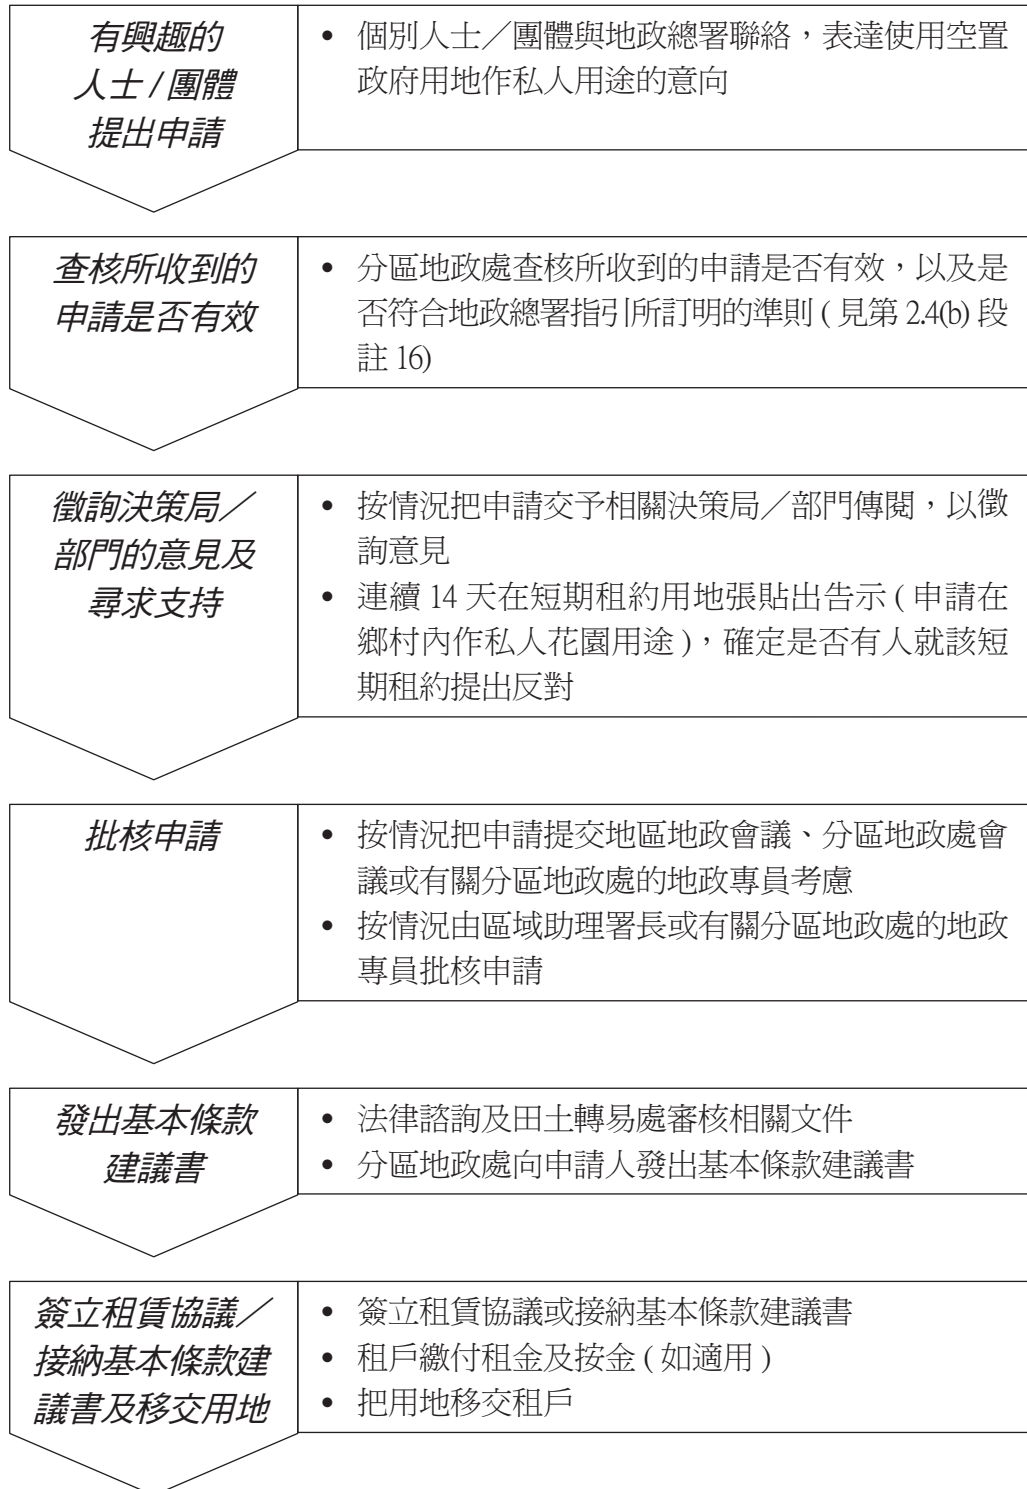 有興趣的
人士 / 團體
提出申請
• 個別人士／團體與地政總署聯絡，表達使用空置
政府用地作私人用途的意向
查核所收到的
申請是否有效
• 分區地政處查核所收到的申請是否有效，以及是
否符合地政總署指引所訂明的準則 ( 見第 2.4(b) 段
註 16)
徵詢決策局／
部門的意見及
尋求支持
• 按情況把申請交予相關決策局／部門傳閱，以徵
詢意見
• 連續 14 天在短期租約用地張貼出告示 ( 申請在
鄉村內作私人花園用途 )，確定是否有人就該短
期租約提出反對
批核申請
• 按情況把申請提交地區地政會議、分區地政處會
議或有關分區地政處的地政專員考慮
• 按情況由區域助理署長或有關分區地政處的地政
專員批核申請
發出基本條款
建議書
• 法律諮詢及田土轉易處審核相關文件
• 分區地政處向申請人發出基本條款建議書
簽立租賃協議／
接納基本條款建
議書及移交用地
• 簽立租賃協議或接納基本條款建議書
• 租戶繳付租金及按金 ( 如適用 )
• 把用地移交租戶